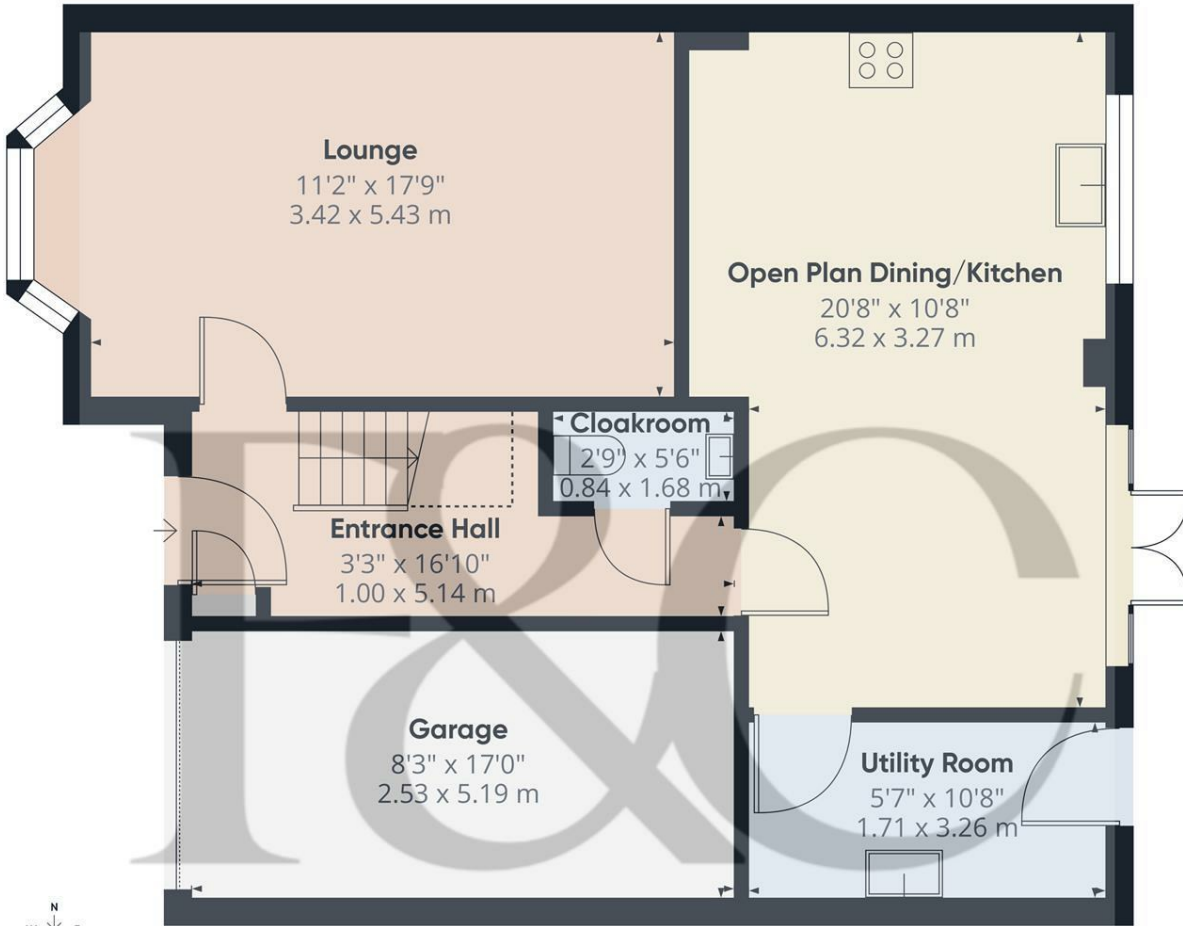 Lounge
11'2" x 17'9"
3.42 x 5.43 m
Open Plan Dining/Kitchen
20'8" x 10'8"
6.32 x 3.27 m
Cloakroom
2'9" x 5'6"
0.84 x 1.68 m
Entrance Hall
3'3" x 16'10"
1.00 x 5.14 m
Garage
8'3" x 17'0"
2.53 x 5.19 m
Utility Room
5'7" x 10'8"
1.71 x 3.26 m
F&C
N